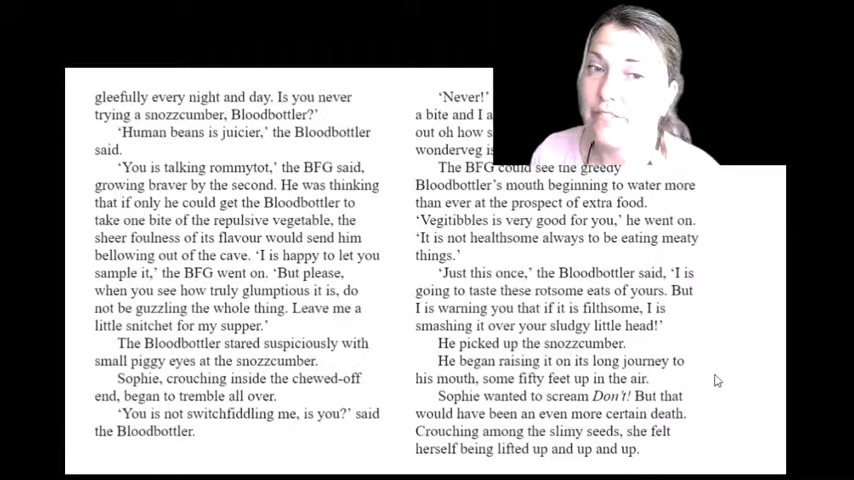 gleefully every night and day. Is you never
trying a snozzcumber, Bloodbottler?’
‘Human beans is juicier,’ the Bloodbottler
said.
‘You is talking rommytot,’ the BFG said,
growing braver by the second. He was thinking
that if only he could get the Bloodbottler to
take one bite of the repulsive vegetable, the
sheer foulness of its flavour would send him
bellowing out of the cave. ‘I is happy to let you
sample it,’ the BFG went on. ‘But please,
when you see how truly glumptious it is, do
not be guzzling the whole thing. Leave me a
little snitchet for my supper.’
The Bloodbottler stared suspiciously with
small piggy eyes at the snozzcumber.
Sophie, crouching inside the chewed-off
end, began to tremble all over.
‘You is not switchfiddling me, is you?’ said
the Bloodbottler.
‘Never!’
a bite and I
out oh how
wonderveg
The BFG could see the greedy
Bloodbottler’s mouth beginning to water more
than ever at the prospect of extra food.
‘Vegitibbles is very good for you,’ he went on.
‘It is not healthsome always to be eating meaty
things.’
‘Just this once,’ the Bloodbottler said, ‘I is
going to taste these rotsome eats of yours. But
I is warning you that if it is filthsome, I is
smashing it over your sludgy little head!’
He picked up the snozzcumber.
He began raising it on its long journey to
his mouth, some fifty feet up in the air.
Sophie wanted to scream Don’t! But that
would have been an even more certain death.
Crouching among the slimy seeds, she felt
herself being lifted up and up and up.